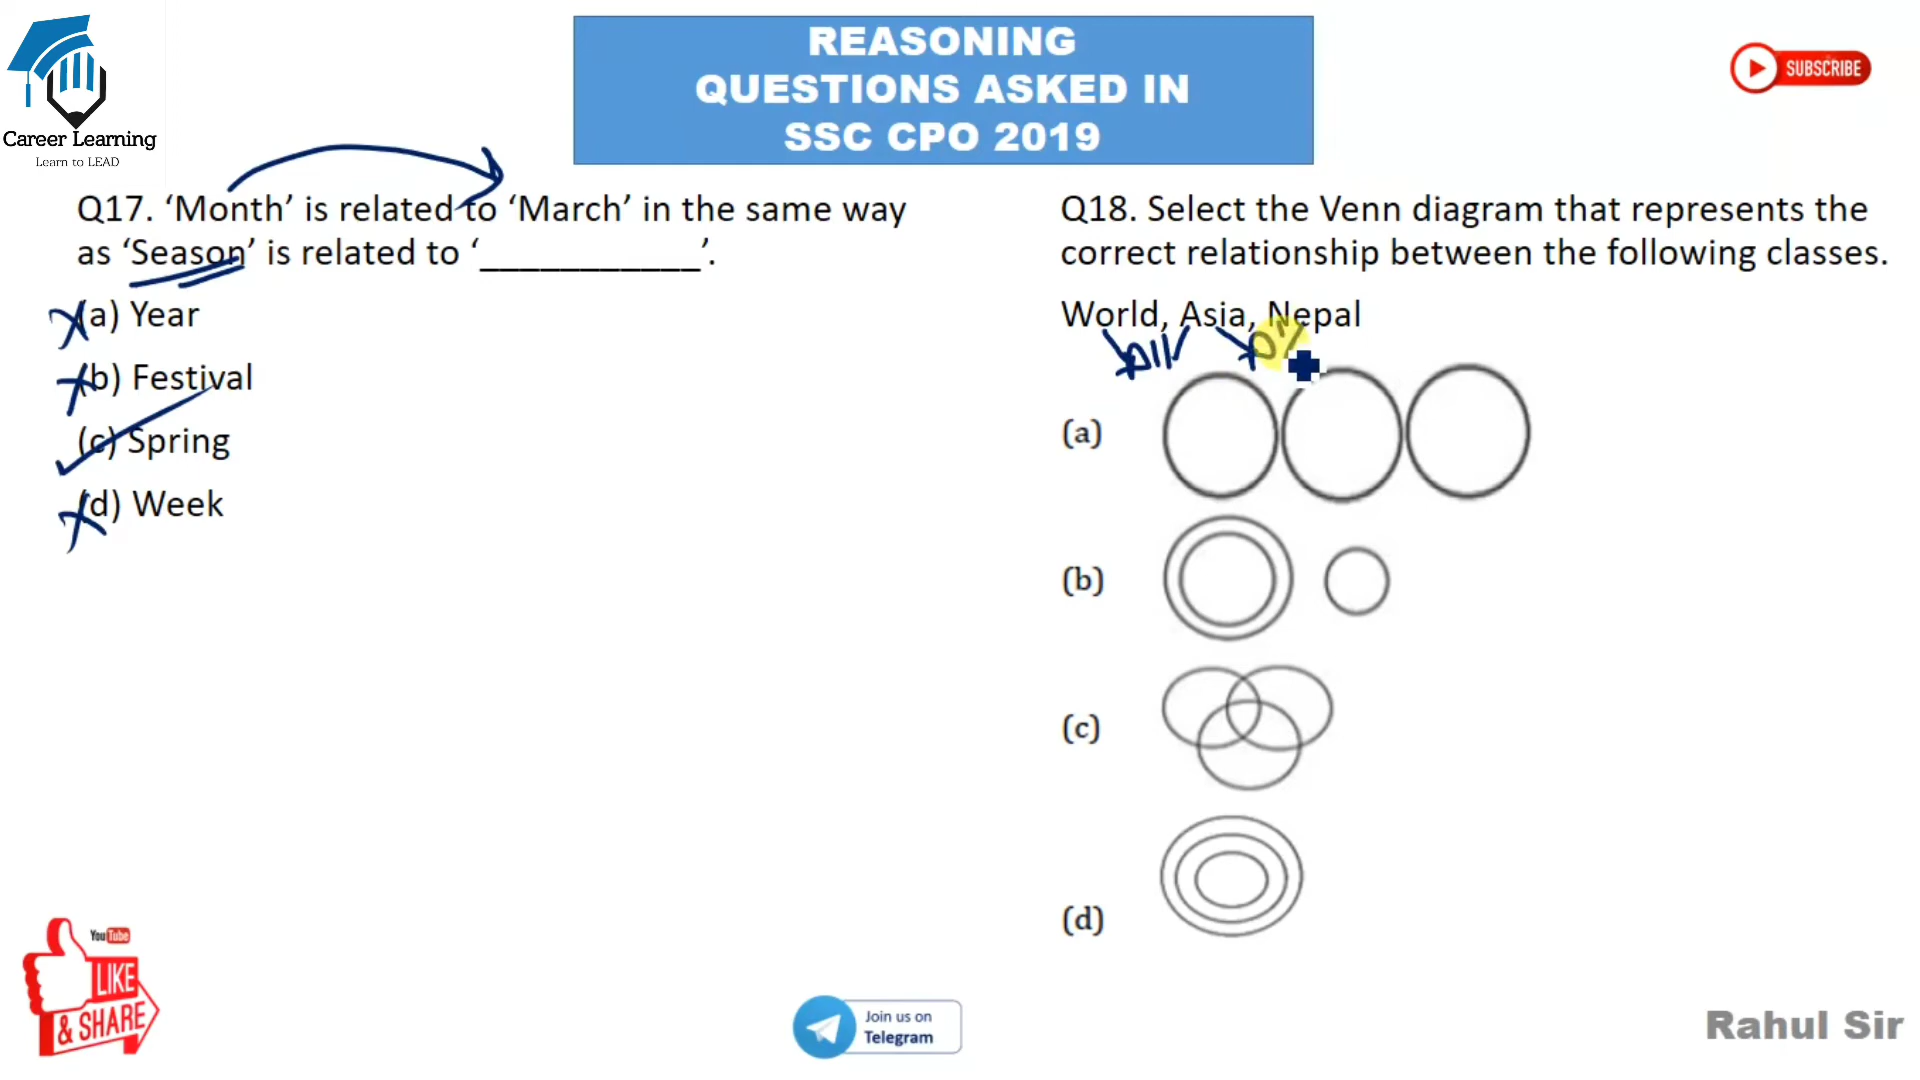 Career Learning
Learn to LEAD
REASONING
QUESTIONS ASKED IN
SSC CPO 2019
SUBSCRIBE
Q17. ‘Month’ is related to ‘March’ in the same way
as ‘Season’ is related to ‘___________’.
(a) Year
(b) Festival
(c) Spring
(d) Week
Q18. Select the Venn diagram that represents the
correct relationship between the following classes.
World, Asia, Nepal
All
(a)
(b)
(c)
(d)
YouTube
LIKE
& SHARE
Join us on
Telegram
Rahul Sir